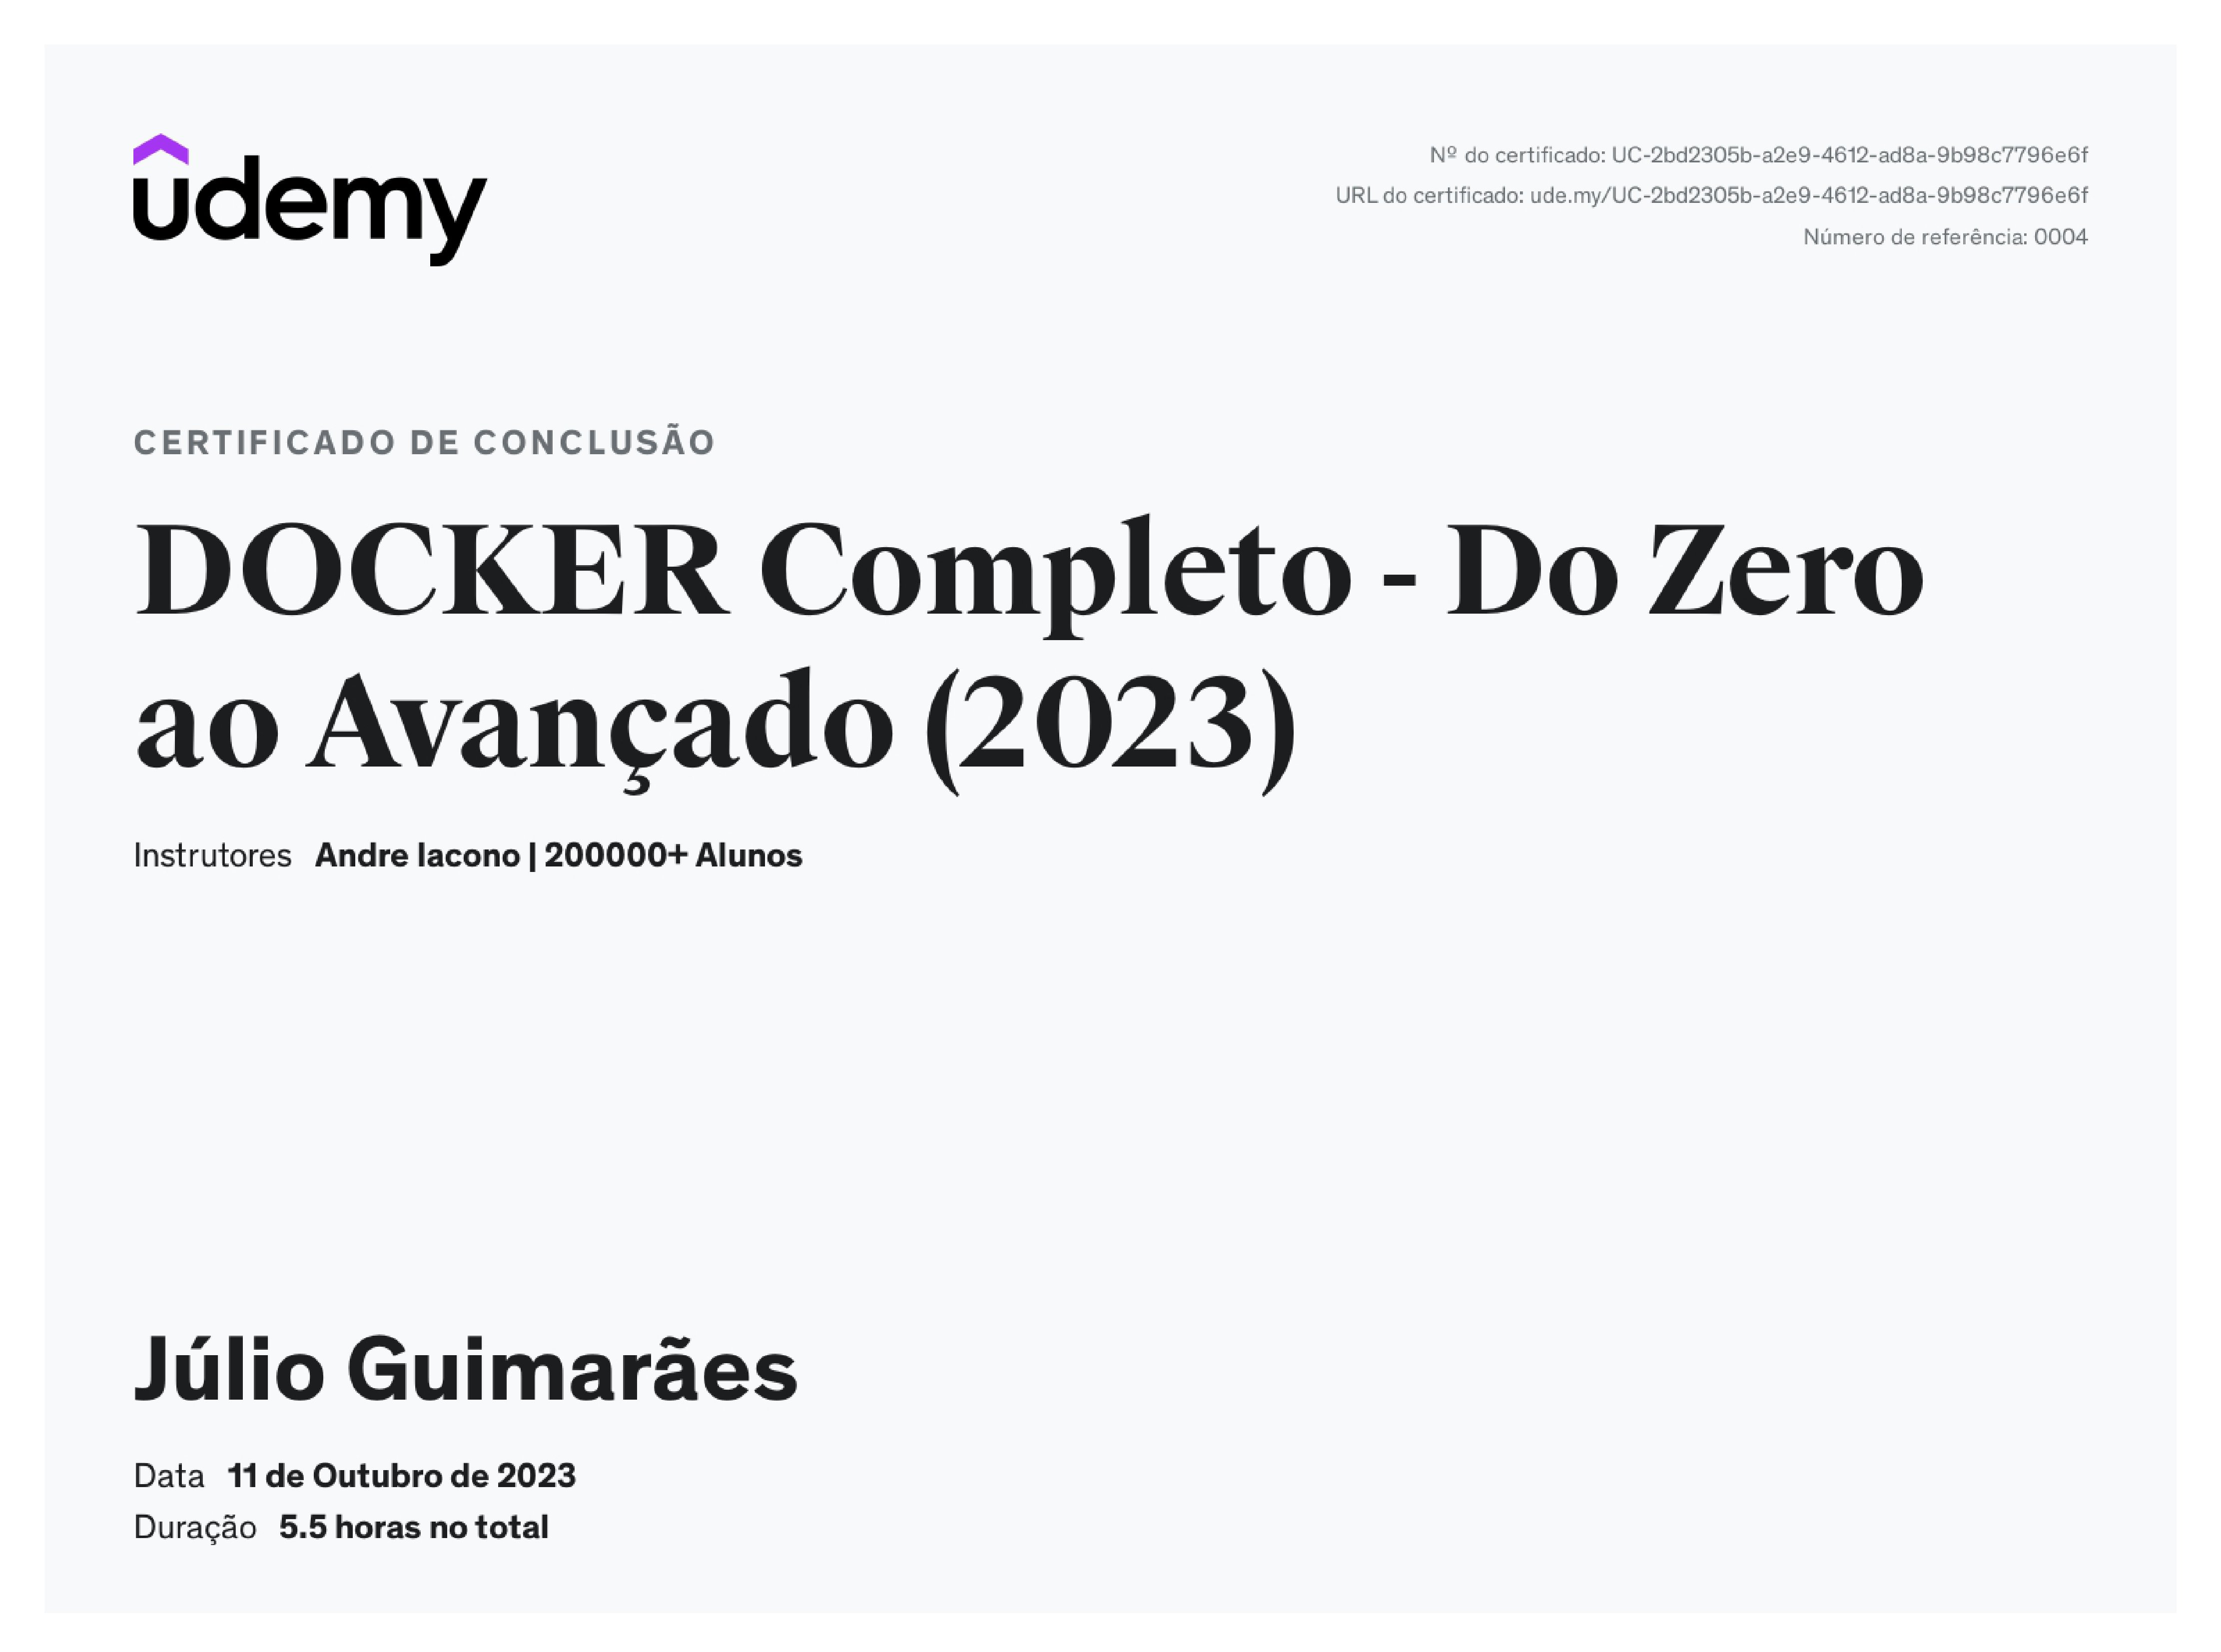 udemy
Nº do certificado: UC-2bd2305b-a2e9-4612-ad8a-9b98c7796e6f
URL do certificado: ude.my/UC-2bd2305b-a2e9-4612-ad8a-9b98c7796e6f
Número de referência: 0004
CERTIFICADO DE CONCLUSÃO
DOCKER Completo - Do Zero
ao Avançado (2023)
Instrutores Andre Iacono | 200000+ Alunos
Júlio Guimarães
Data 11 de Outubro de 2023
Duração 5.5 horas no total